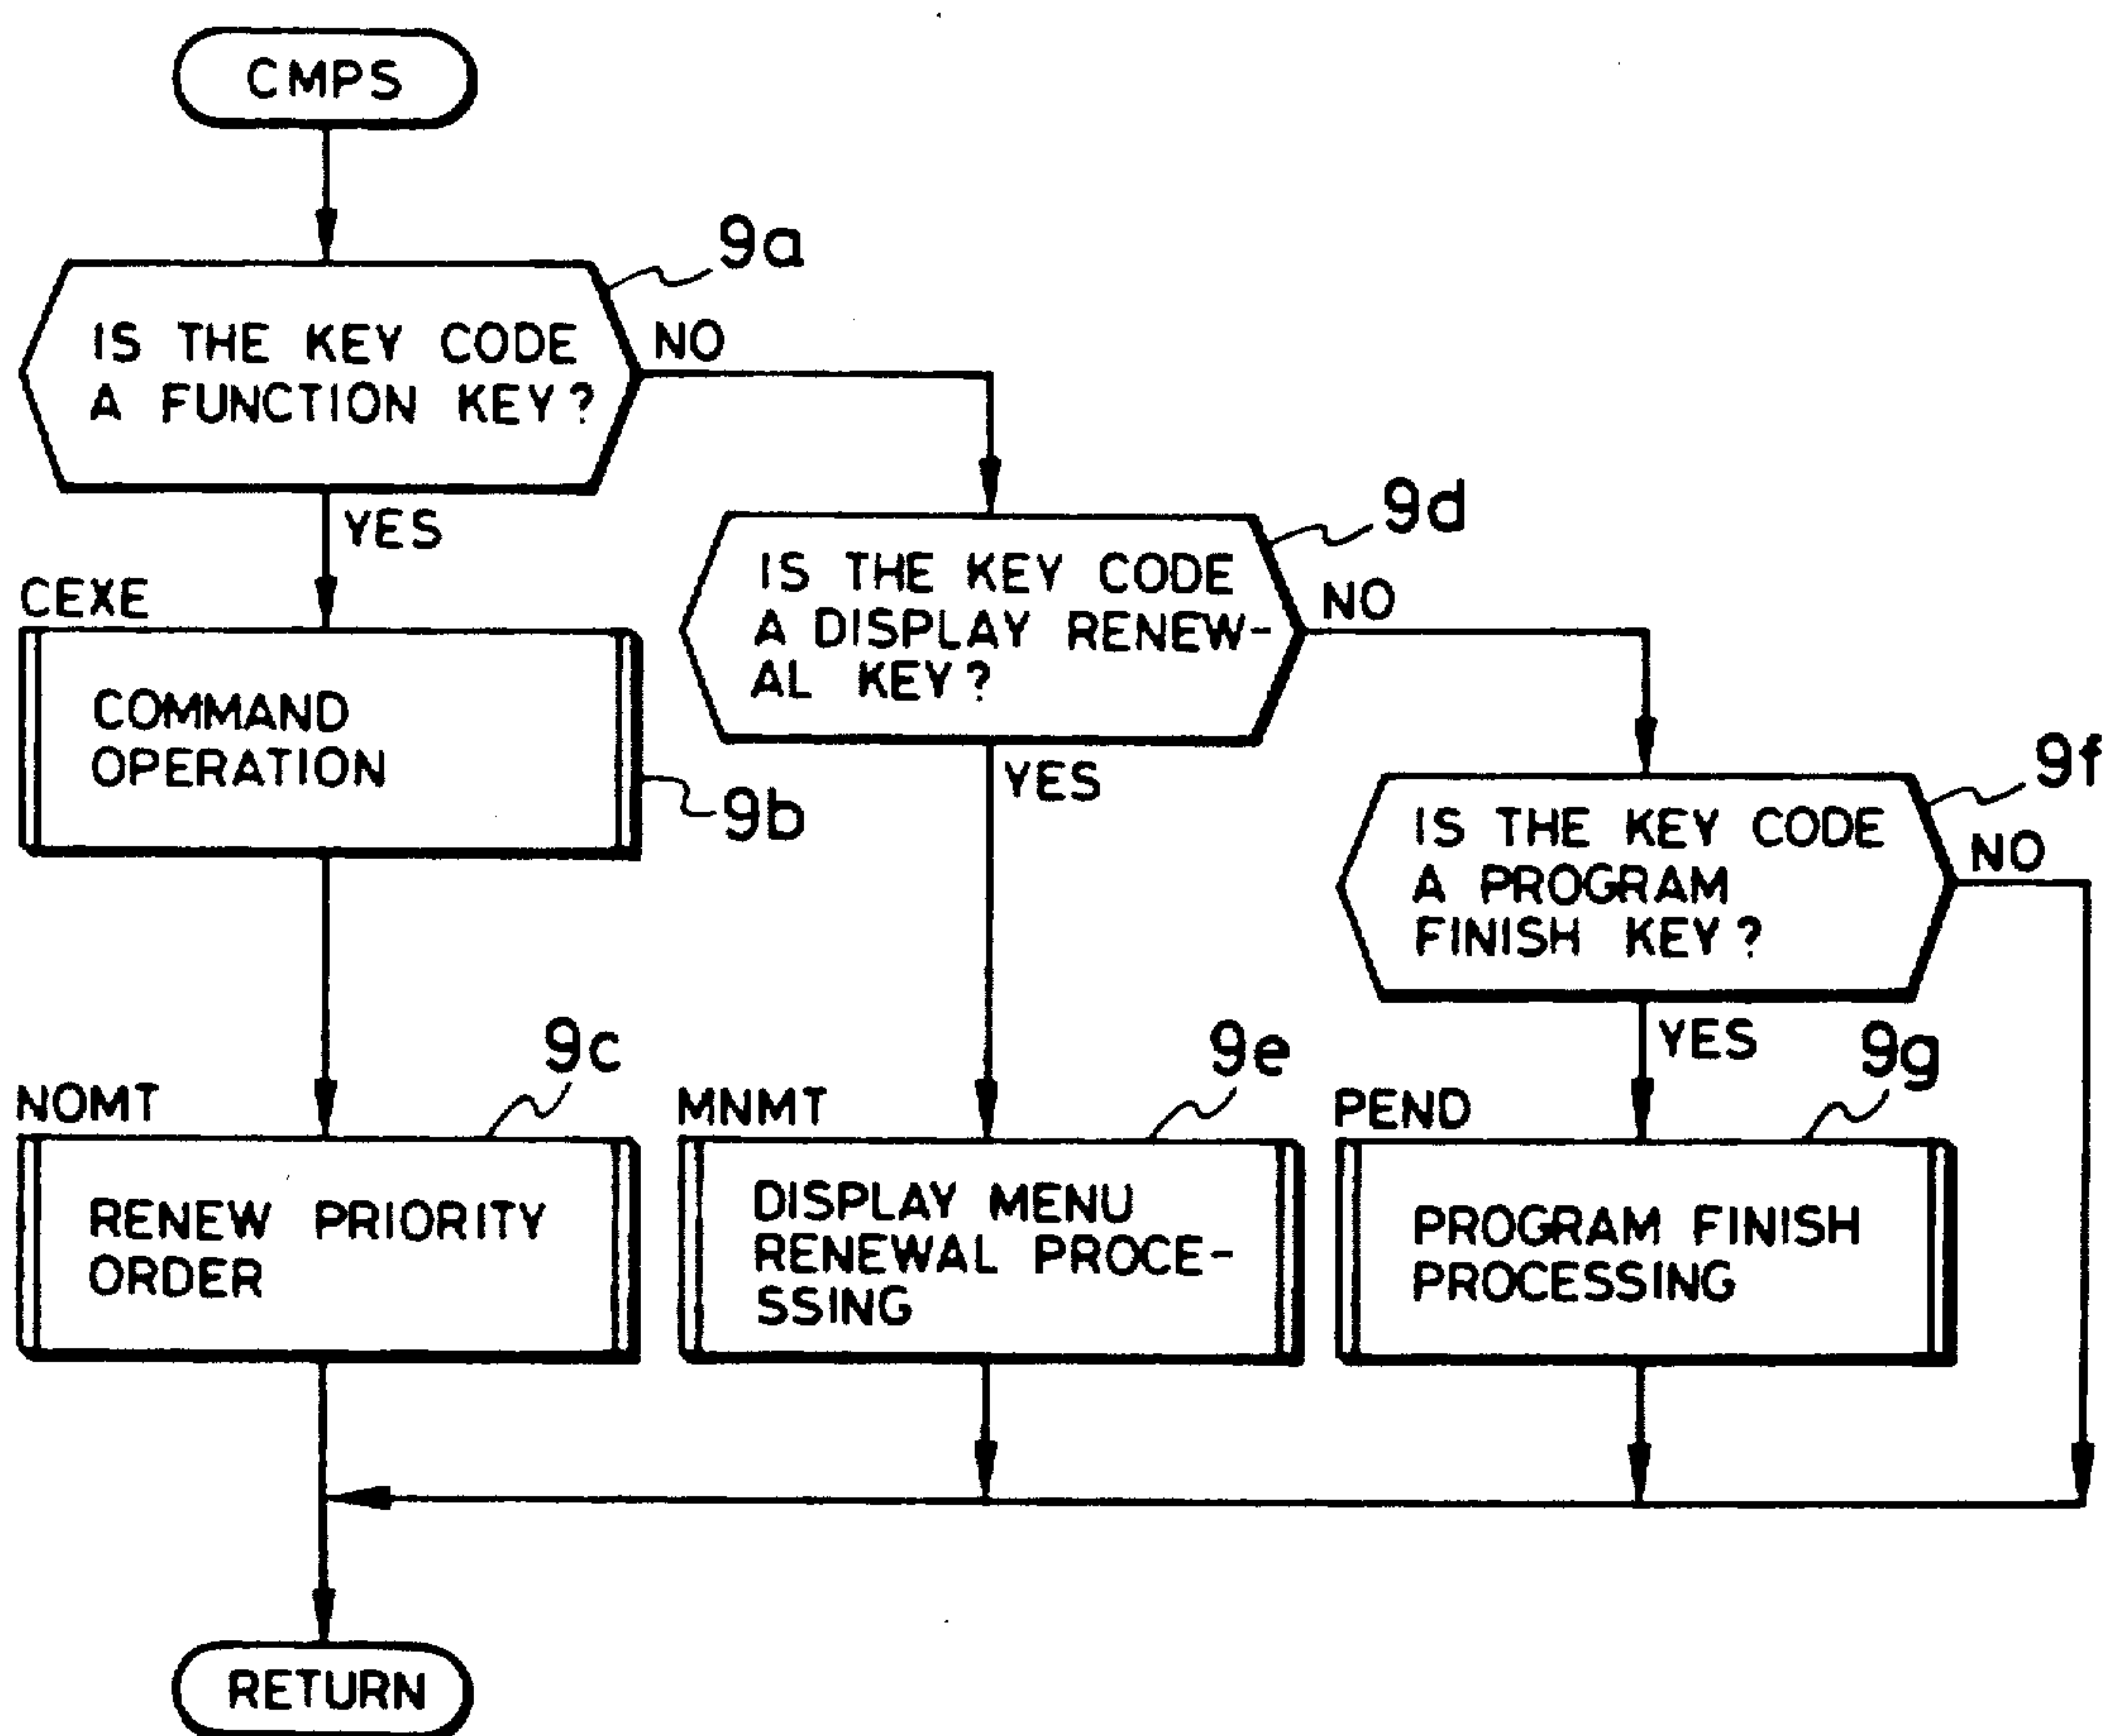 CMPS
9a
IS THE KEY CODE
A FUNCTION KEY?
NO
YES
9d
IS THE KEY CODE
A DISPLAY RENEW-
AL KEY?
NO
YES
CEXE
COMMAND
OPERATION
9b
9f
IS THE KEY CODE
A PROGRAM
FINISH KEY?
NO
YES
9c
NOMT
RENEW PRIORITY
ORDER
9e
MNMT
DISPLAY MENU
RENEWAL PROCE-
SSING
9g
PEND
PROGRAM FINISH
PROCESSING
RETURN